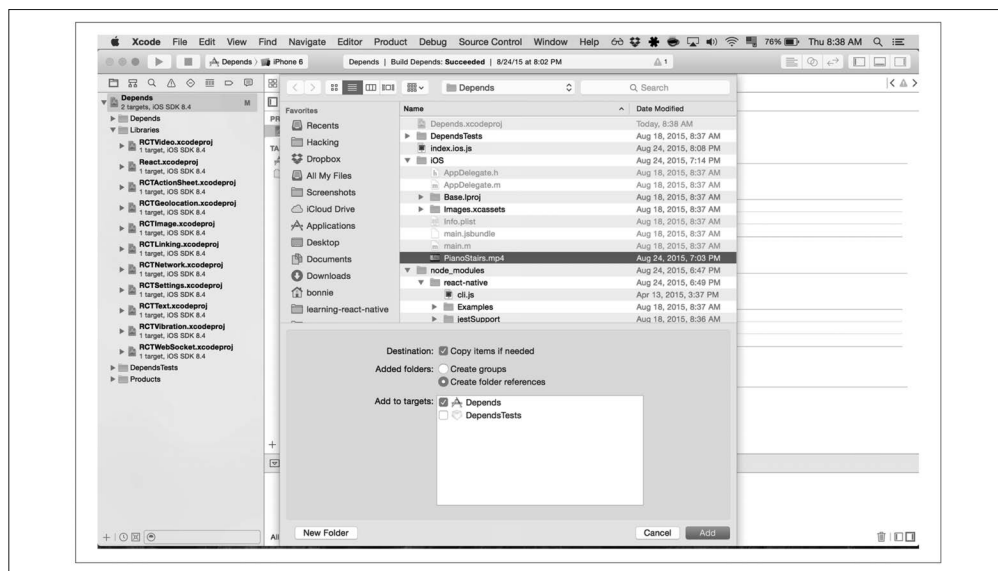 Xcode File Edit View Find Navigate Editor Product Debug Source Control Window Help 76% Thu 8:38 AM
Depends iPhone 6 Depends | Build Depends: Succeeded | 8/24/15 at 8:02 PM 1
Depends
2 targets, iOS SDK 8.4
M
Depends
Libraries
RCTVideo.xcodeproj
1 target, iOS SDK 8.4
React.xcodeproj
1 target, iOS SDK 8.4
RCTActionSheet.xcodeproj
1 target, iOS SDK 8.4
RCTGeolocation.xcodeproj
1 target, iOS SDK 8.4
RCTImage.xcodeproj
1 target, iOS SDK 8.4
RCTLinking.xcodeproj
1 target, iOS SDK 8.4
RCTNetwork.xcodeproj
1 target, iOS SDK 8.4
RCTSettings.xcodeproj
1 target, iOS SDK 8.4
RCTText.xcodeproj
1 target, iOS SDK 8.4
RCTVibration.xcodeproj
1 target, iOS SDK 8.4
RCTWebSocket.xcodeproj
1 target, iOS SDK 8.4
DependsTests
Products
PR
TA
All
Depends
Search
Favorites
Recents
Hacking
Dropbox
All My Files
Screenshots
iCloud Drive
Applications
Desktop
Documents
Downloads
bonnie
learning-react-native
Name Date Modified
Depends.xcodeproj Today, 8:38 AM
DependsTests Aug 18, 2015, 8:37 AM
index.ios.js Aug 24, 2015, 8:08 PM
iOS Aug 24, 2015, 7:14 PM
AppDelegate.h Aug 18, 2015, 8:37 AM
AppDelegate.m Aug 18, 2015, 8:37 AM
Base.lproj Aug 18, 2015, 8:37 AM
Images.xcassets Aug 18, 2015, 8:37 AM
Info.plist Aug 18, 2015, 8:37 AM
main.jsbundle Aug 18, 2015, 8:37 AM
main.m Aug 18, 2015, 8:37 AM
PianoStairs.mp4 Aug 24, 2015, 7:03 PM
node_modules Aug 24, 2015, 6:47 PM
react-native Aug 24, 2015, 6:49 PM
cli.js Apr 13, 2015, 3:37 PM
Examples Aug 18, 2015, 8:37 AM
jestSupport Aug 18, 2015, 8:36 AM
Destination: Copy items if needed
Added folders: Create groups
Create folder references
Add to targets: Depends
DependsTests
New Folder Cancel Add